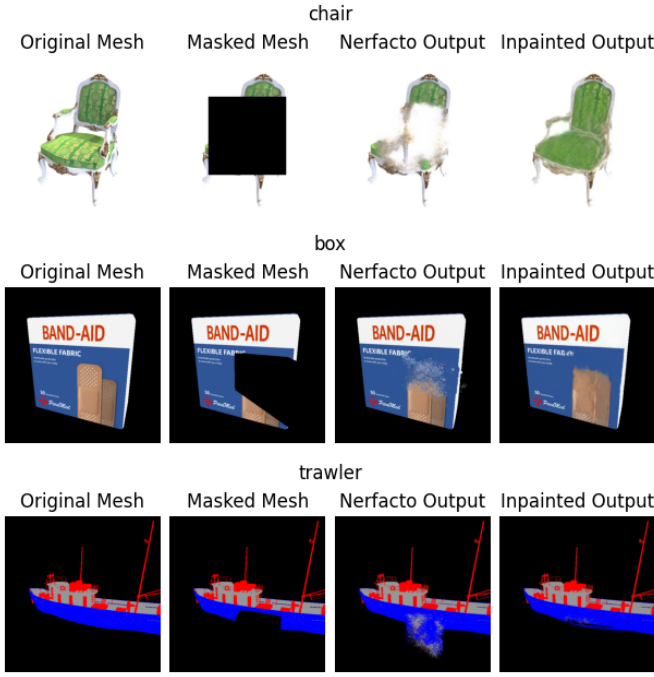 chair
Original Mesh Masked Mesh Nerfacto Output Inpainted Output
box
Original Mesh Masked Mesh Nerfacto Output Inpainted Output
BAND-AID BAND-AID BAND-AID BAND-AID
FLEXIBLE FABRIC FLEXIBLE FABRIC FLEXIBLE FABRIC FLEXIBLE
trawler
Original Mesh Masked Mesh Nerfacto Output Inpainted Output